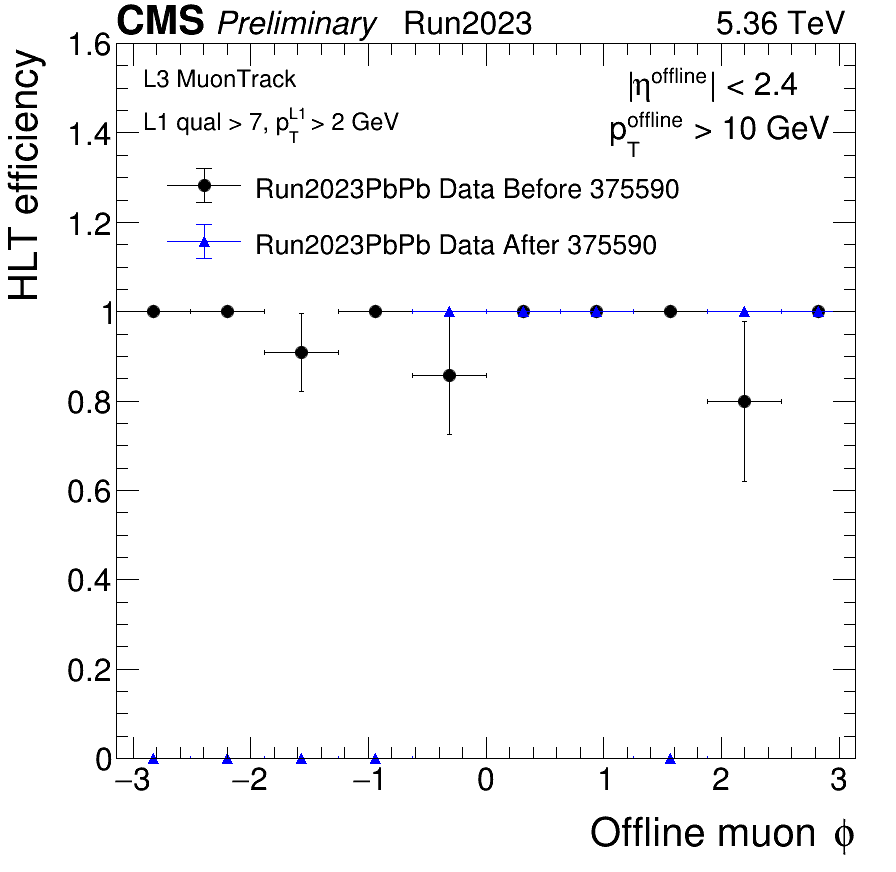 CMS Preliminary Run2023 5.36 TeV
L3 MuonTrack
|η^offline| < 2.4
L1 qual > 7, p_T^L1 > 2 GeV
p_T^offline > 10 GeV
Run2023PbPb Data Before 375590
Run2023PbPb Data After 375590
HLT efficiency
1.6
1.4
1.2
1
0.8
0.6
0.4
0.2
0
−3 −2 −1 0 1 2 3
Offline muon ϕ